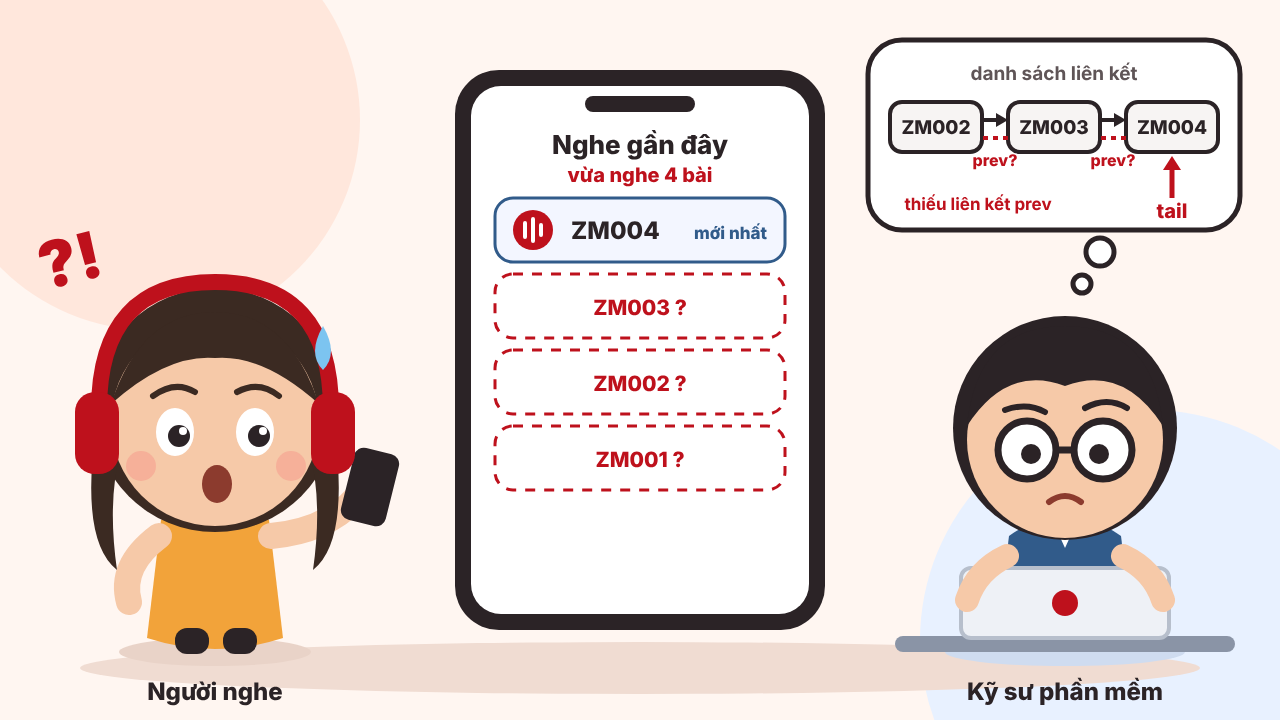 ?!
Nghe gần đây
vừa nghe 4 bài
ZM004 mới nhất
ZM003 ?
ZM002 ?
ZM001 ?
danh sách liên kết
ZM002 ZM003 ZM004
prev? prev?
thiếu liên kết prev
tail
Người nghe
Kỹ sư phần mềm